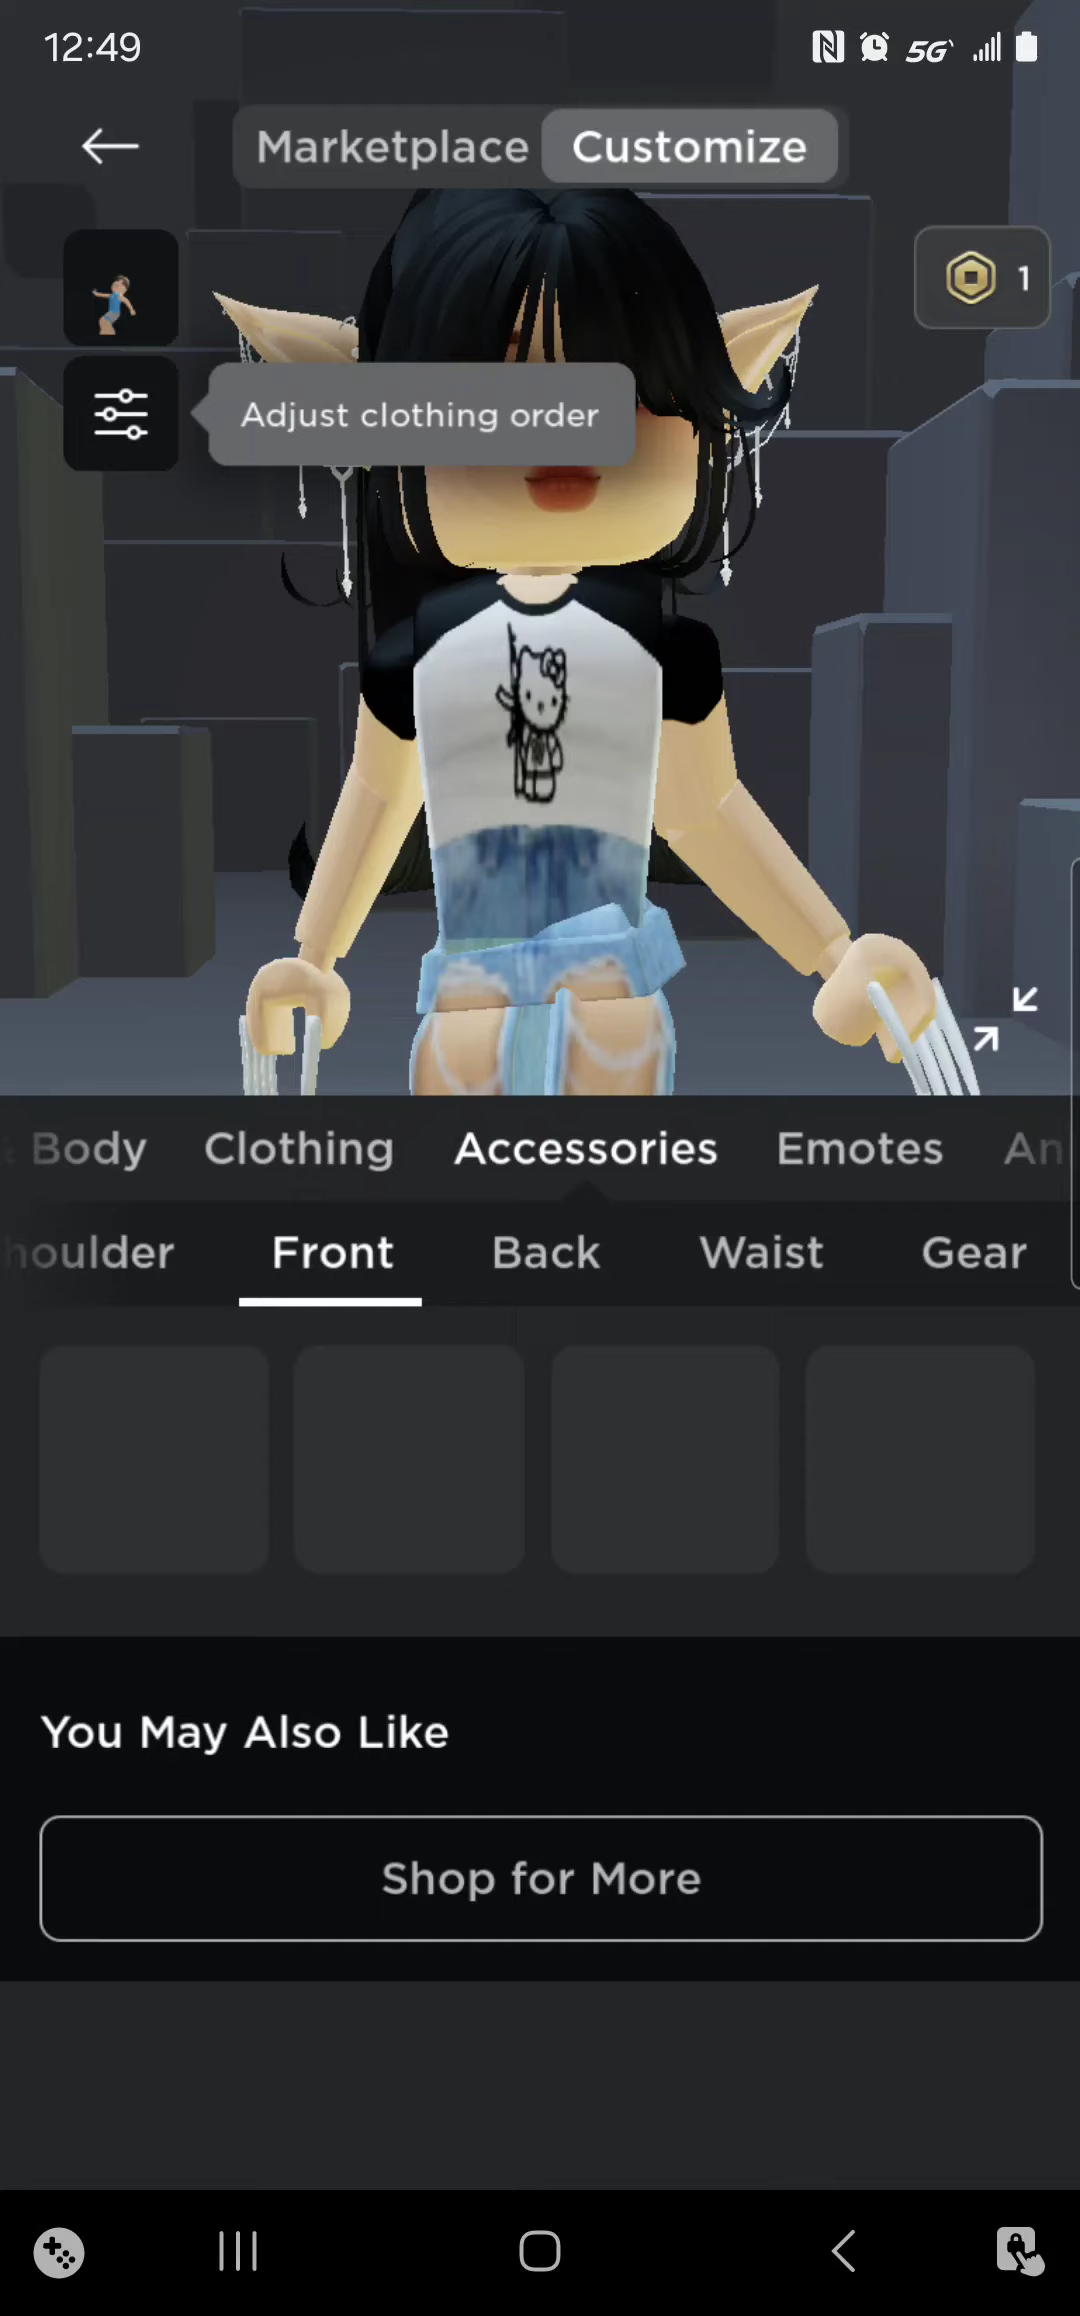 12:49
5G
Marketplace
Customize
1
Adjust clothing order
Body
Clothing
Accessories
Emotes
An
houlder
Front
Back
Waist
Gear
You May Also Like
Shop for More